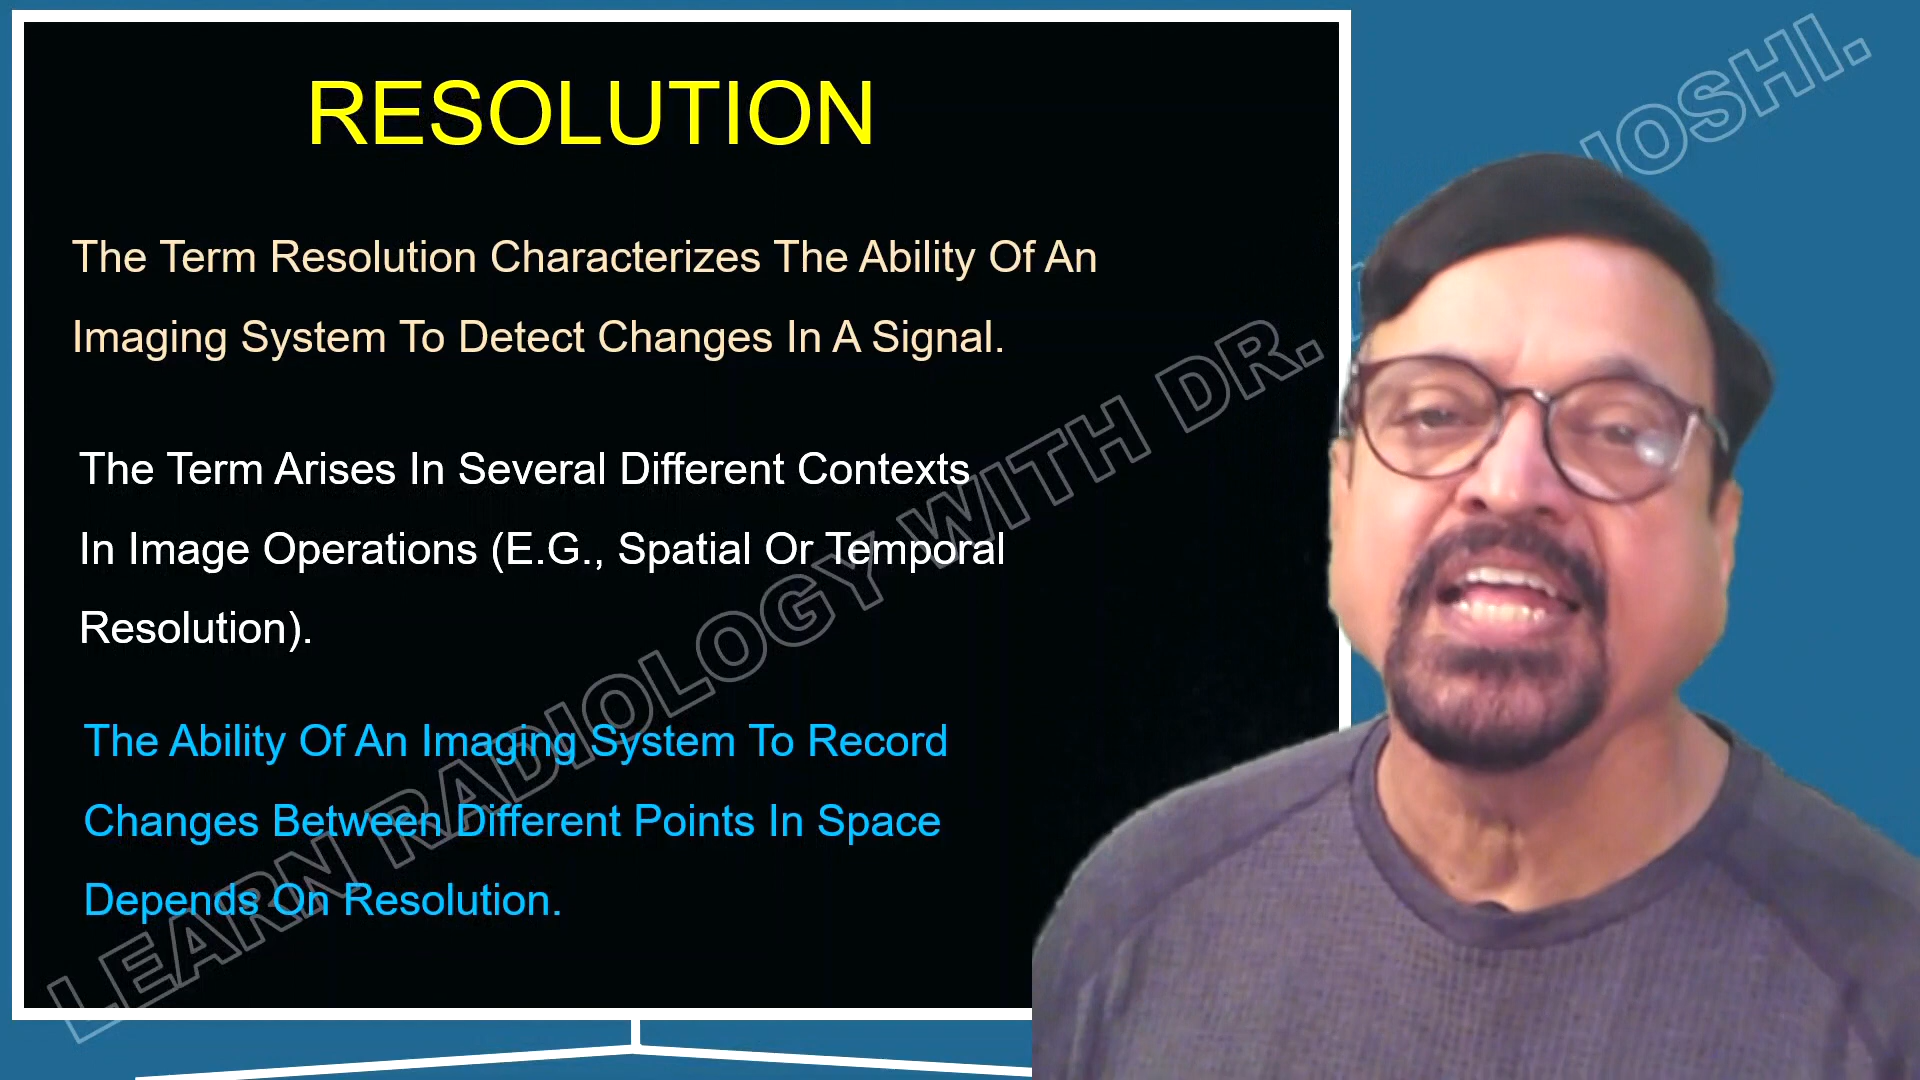 RESOLUTION
The Term Resolution Characterizes The Ability Of An
Imaging System To Detect Changes In A Signal.
The Term Arises In Several Different Contexts
In Image Operations (E.G., Spatial Or Temporal
Resolution).
The Ability Of An Imaging System To Record
Changes Between Different Points In Space
Depends On Resolution.
LEARN RADIOLOGY WITH DR. JOSHI.